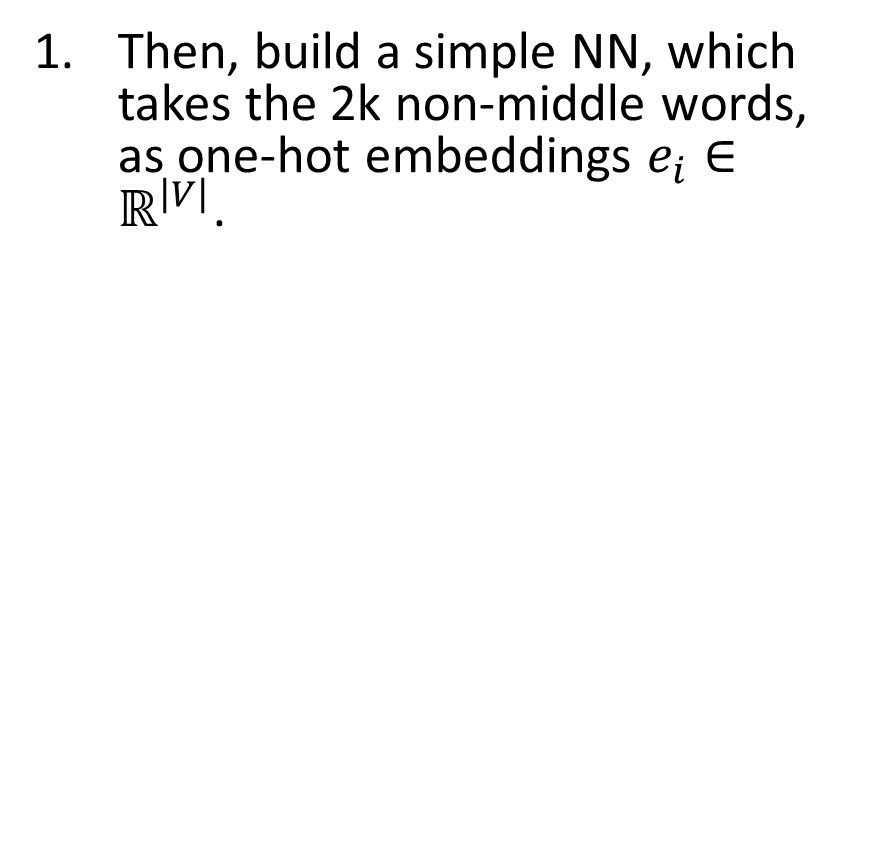 1. Then, build a simple NN, which
takes the 2k non-middle words,
as one-hot embeddings 𝑒ᵢ ∈
ℝ^|𝑉|.